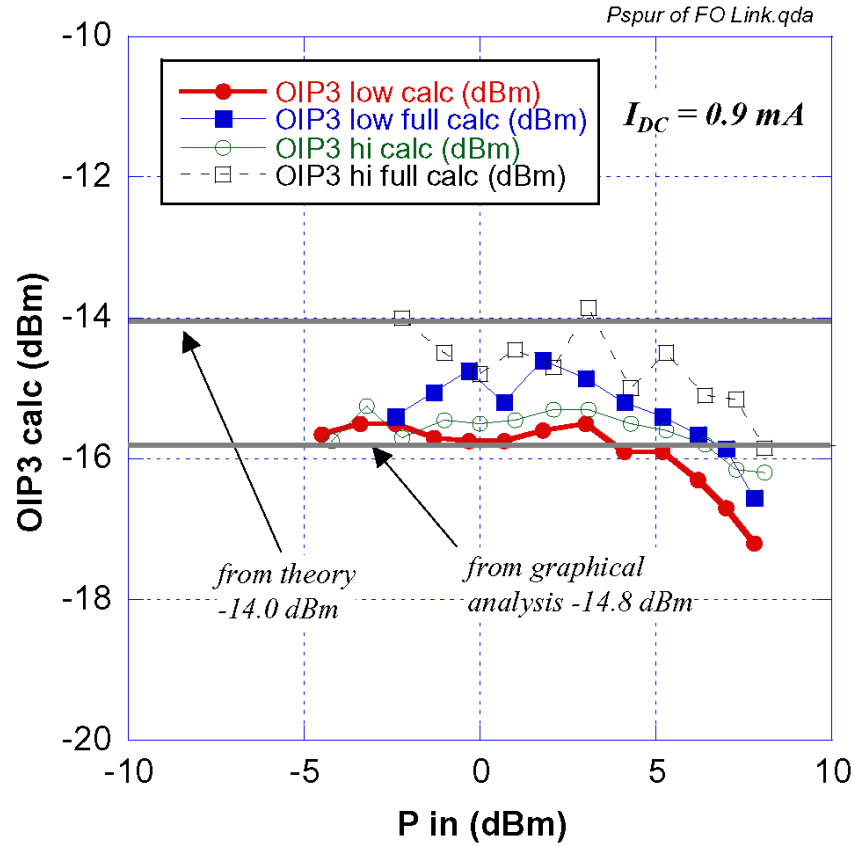 Pspur of FO Link.qda
-10
OIP3 low calc (dBm)
OIP3 low full calc (dBm)
OIP3 hi calc (dBm)
OIP3 hi full calc (dBm)
I_DC = 0.9 mA
-12
-14
OIP3 calc (dBm)
-16
from theory
-14.0 dBm
from graphical
analysis -14.8 dBm
-18
-20
-10
-5
0
5
10
P in (dBm)